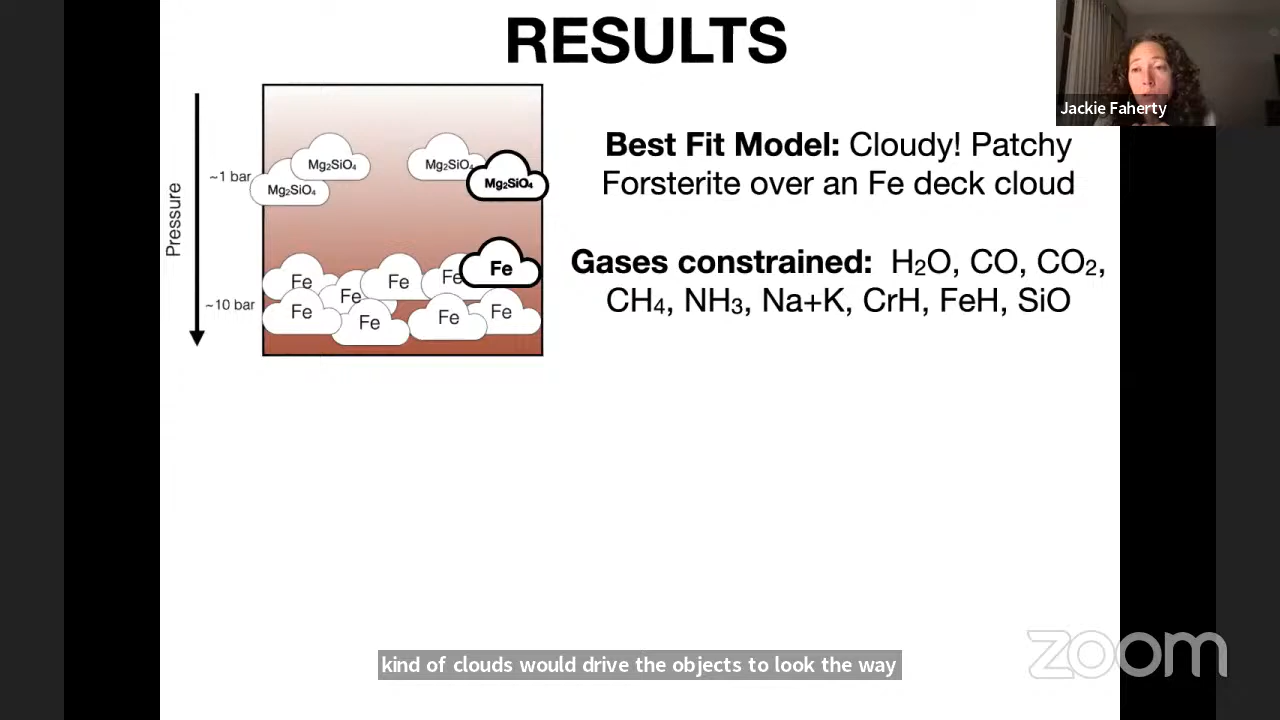 RESULTS
Jackie Faherty
Pressure
~1 bar
~10 bar
Mg₂SiO₄
Mg₂SiO₄
Mg₂SiO₄
Mg₂SiO₄
Fe
Fe
Fe
Fe
Fe
Fe
Fe
Fe
Fe
Best Fit Model: Cloudy! Patchy
Forsterite over an Fe deck cloud
Gases constrained: H₂O, CO, CO₂,
CH₄, NH₃, Na+K, CrH, FeH, SiO
kind of clouds would drive the objects to look the way
zoom